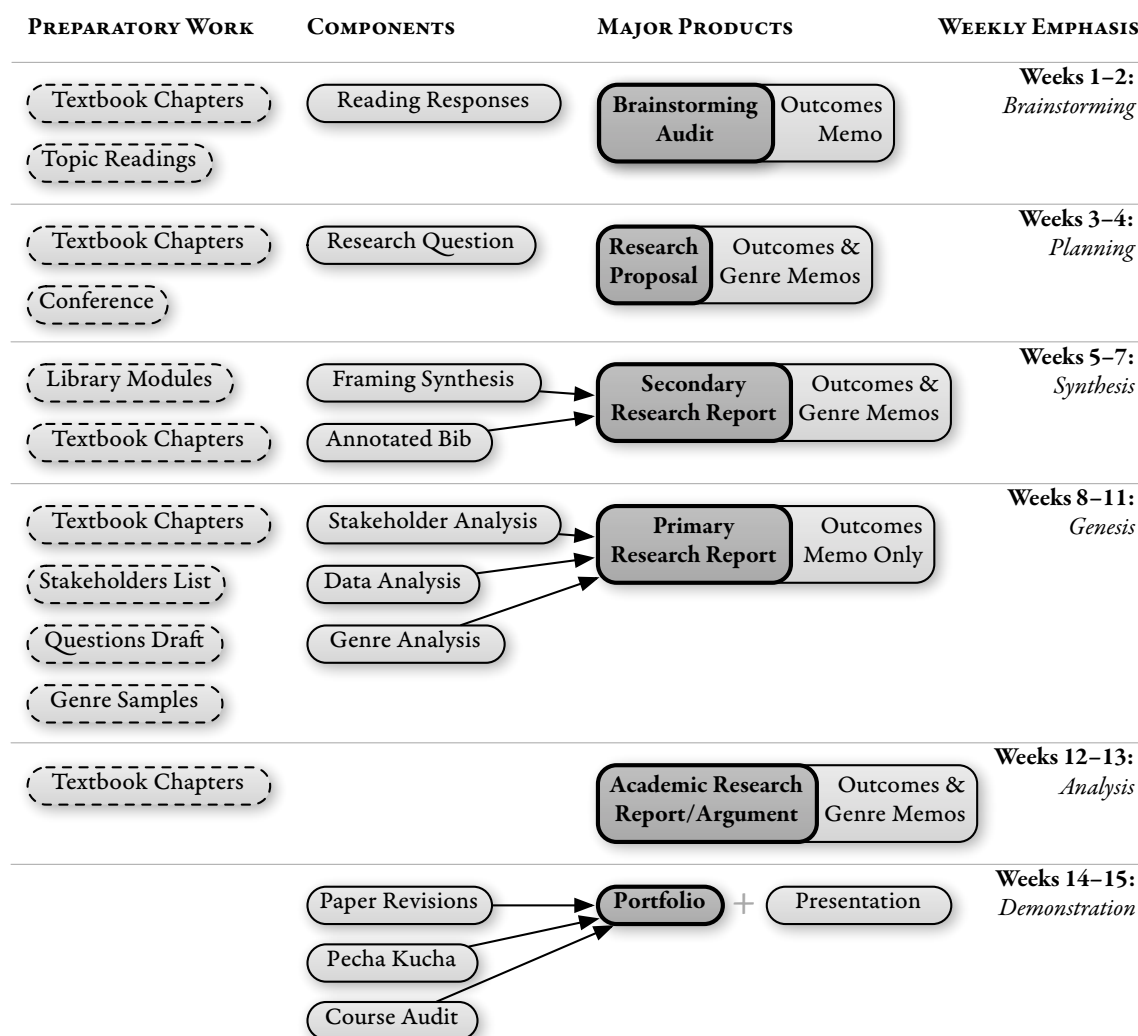 Preparatory Work
Components
Major Products
Weekly Emphasis
Weeks 1–2:
Brainstorming
Textbook Chapters
Topic Readings
Reading Responses
Brainstorming
Audit
Outcomes
Memo
Weeks 3–4:
Planning
Textbook Chapters
Conference
Research Question
Research
Proposal
Outcomes &
Genre Memos
Weeks 5–7:
Synthesis
Library Modules
Textbook Chapters
Framing Synthesis
Annotated Bib
Secondary
Research Report
Outcomes &
Genre Memos
Weeks 8–11:
Genesis
Textbook Chapters
Stakeholders List
Questions Draft
Genre Samples
Stakeholder Analysis
Data Analysis
Genre Analysis
Primary
Research Report
Outcomes
Memo Only
Weeks 12–13:
Analysis
Textbook Chapters
Academic Research
Report/Argument
Outcomes &
Genre Memos
Weeks 14–15:
Demonstration
Paper Revisions
Pecha Kucha
Course Audit
Portfolio
+
Presentation